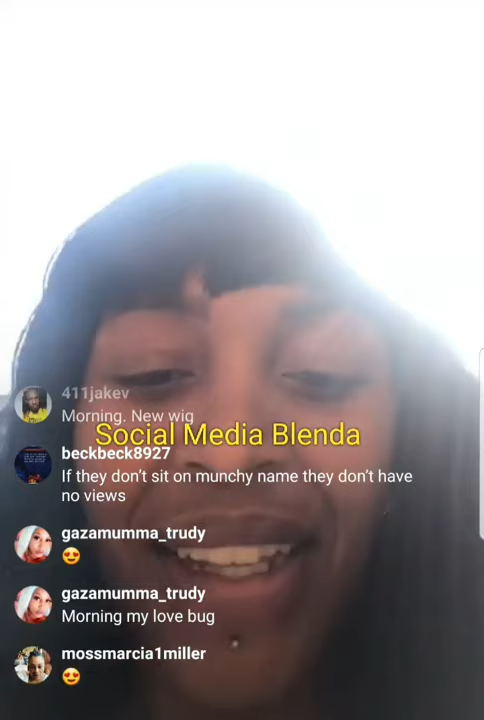 411jakev
Morning. New wig
Social Media Blenda
beckbeck8927
If they don't sit on munchy name they don't have
no views
gazamumma_trudy
😍
gazamumma_trudy
Morning my love bug
mossmarcia1miller
😍